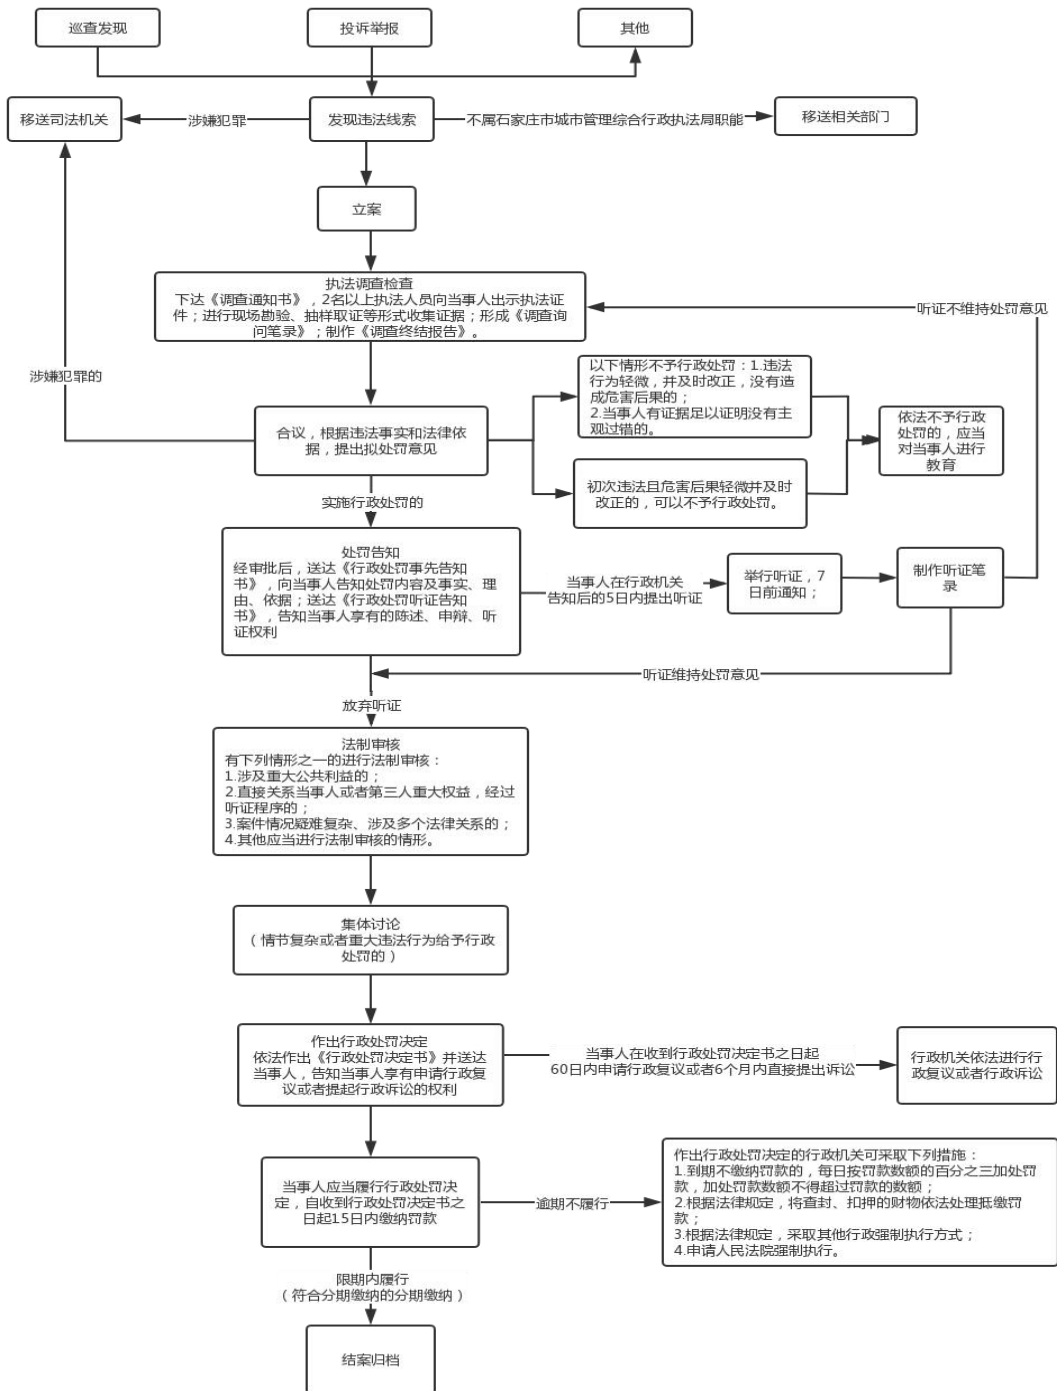 巡查发现
投诉举报
其他
移送司法机关
涉嫌犯罪
发现违法线索
不属石家庄市城市管理综合行政执法局职能
移送相关部门
立案
执法调查检查
下达《调查通知书》，2名以上执法人员向当事人出示执法证
件；进行现场勘验、抽样取证等形式收集证据；形成《调查询
问笔录》；制作《调查终结报告》。
听证不维持处罚意见
涉嫌犯罪的
合议，根据违法事实和法律依
据，提出拟处罚意见
以下情形不予行政处罚：1.违法
行为轻微，并及时改正，没有造
成危害后果的；
2.当事人有证据足以证明没有主
观过错的。
初次违法且危害后果轻微并及时
改正的，可以不予行政处罚。
依法不予行政
处罚的，应当
对当事人进行
教育
实施行政处罚的
处罚告知
经审批后，送达《行政处罚事先告知
书》，向当事人告知处罚内容及事实、理
由、依据；送达《行政处罚听证告知
书》，告知当事人享有的陈述、申辩、听
证权利
当事人在行政机关
告知后的5日内提出听证
举行听证，7
日前通知；
制作听证笔
录
听证维持处罚意见
放弃听证
法制审核
有下列情形之一的进行法制审核：
1.涉及重大公共利益的；
2.直接关系当事人或者第三人重大权益，经过
听证程序的；
3.案件情况疑难复杂、涉及多个法律关系的；
4.其他应当进行法制审核的情形。
集体讨论
（情节复杂或者重大违法行为给予行政
处罚的）
作出行政处罚决定
依法作出《行政处罚决定书》并送达
当事人，告知当事人享有申请行政复
议或者提起行政诉讼的权利
当事人在收到行政处罚决定书之日起
60日内申请行政复议或者6个月内直接提出诉讼
行政机关依法进行行
政复议或者行政诉讼
当事人应当履行行政处罚决
定，自收到行政处罚决定书之
日起15日内缴纳罚款
逾期不履行
作出行政处罚决定的行政机关可采取下列措施：
1.到期不缴纳罚款的，每日按罚款数额的百分之三加处罚
款，加处罚款数额不得超过罚款的数额；
2.根据法律规定，将查封、扣押的财物依法处理抵缴罚
款；
3.根据法律规定，采取其他行政强制执行方式；
4.申请人民法院强制执行。
限期内履行
（符合分期缴纳的分期缴纳）
结案归档